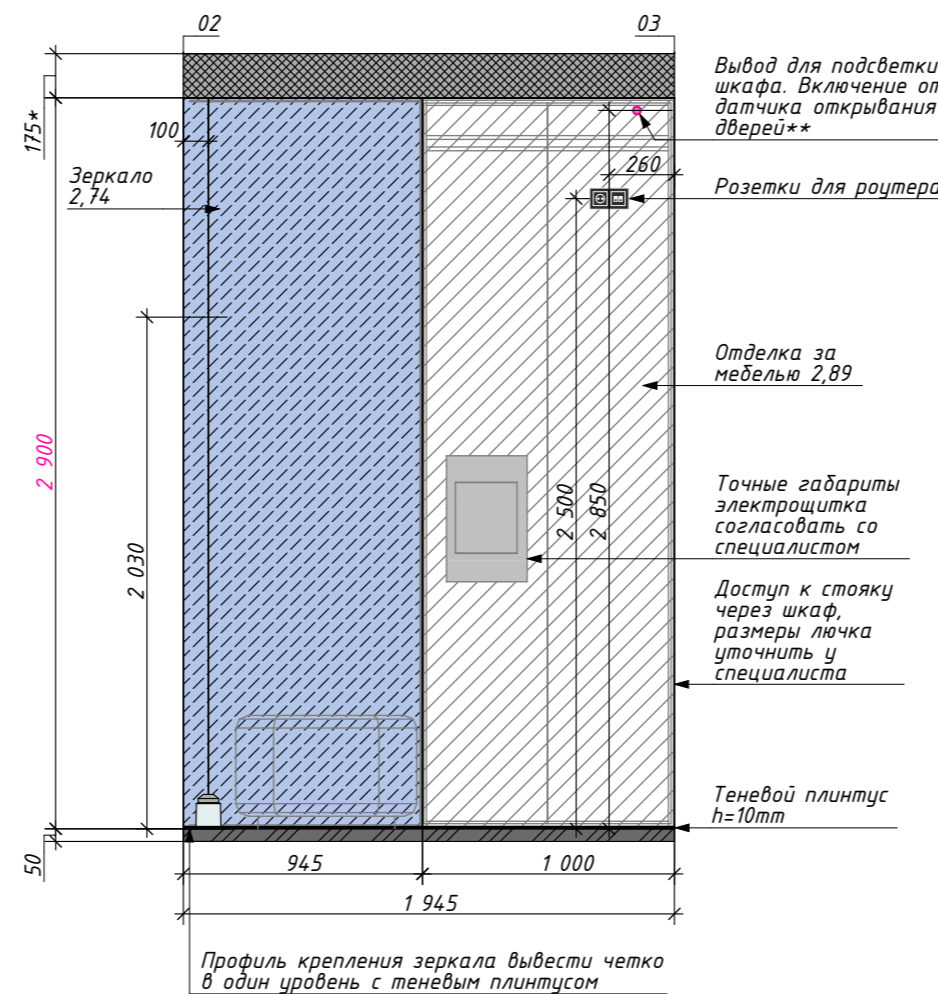 02
03
Вывод для подсветки
шкафа. Включение от
датчика открывания
дверей**
175*
100
260
Зеркало
2,74
Розетки для роутера
Отделка за
мебелью 2,89
2 900
2 030
2 500
2 850
Точные габариты
электрощитка
согласовать со
специалистом
Доступ к стояку
через шкаф,
размеры лючка
уточнить у
специалиста
Теневой плинтус
h=10mm
50
945
1 000
1 945
Профиль крепления зеркала вывести четко
в один уровень с теневым плинтусом